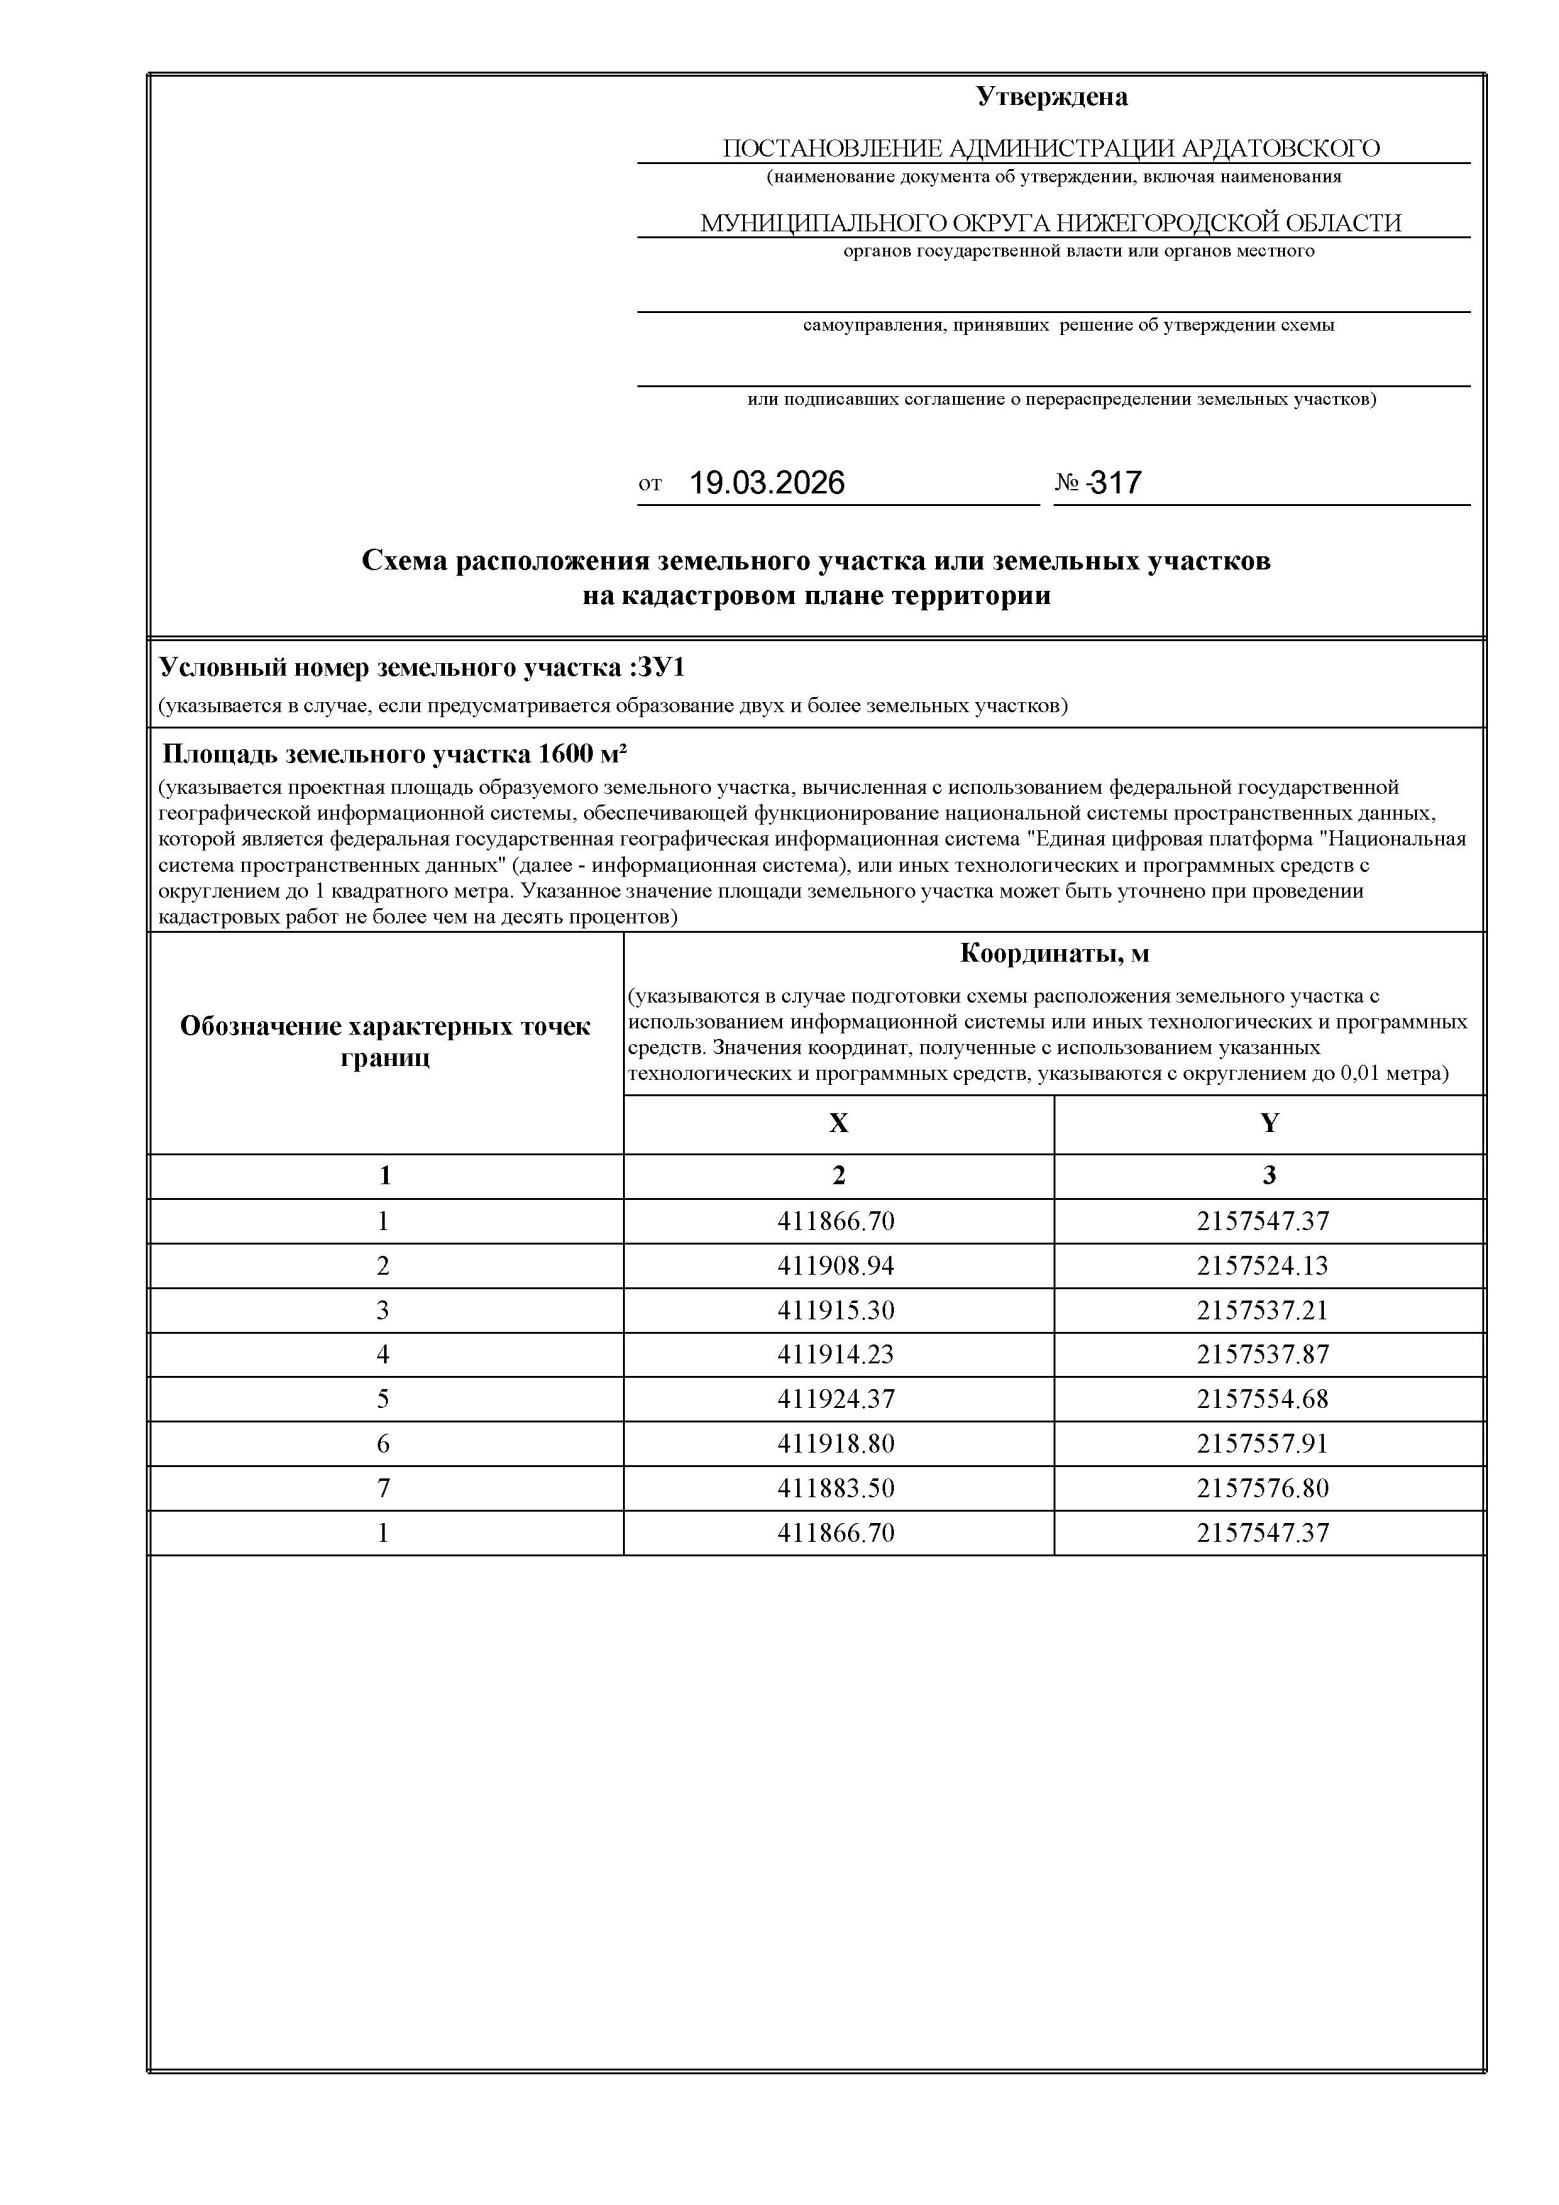 Утверждена
ПОСТАНОВЛЕНИЕ АДМИНИСТРАЦИИ АРДАТОВСКОГО
(наименование документа об утверждении, включая наименования
МУНИЦИПАЛЬНОГО ОКРУГА НИЖЕГОРОДСКОЙ ОБЛАСТИ
органов государственной власти или органов местного
самоуправления, принявших решение об утверждении схемы
или подписавших соглашение о перераспределении земельных участков)
от 19.03.2026 № -317
Схема расположения земельного участка или земельных участков
на кадастровом плане территории
Условный номер земельного участка :ЗУ1
(указывается в случае, если предусматривается образование двух и более земельных участков)
Площадь земельного участка 1600 м²
(указывается проектная площадь образуемого земельного участка, вычисленная с использованием федеральной государственной
географической информационной системы, обеспечивающей функционирование национальной системы пространственных данных,
которой является федеральная государственная географическая информационная система "Единая цифровая платформа "Национальная
система пространственных данных" (далее - информационная система), или иных технологических и программных средств с
округлением до 1 квадратного метра. Указанное значение площади земельного участка может быть уточнено при проведении
кадастровых работ не более чем на десять процентов)
Обозначение характерных точек
границ
Координаты, м
(указываются в случае подготовки схемы расположения земельного участка с
использованием информационной системы или иных технологических и программных
средств. Значения координат, полученные с использованием указанных
технологических и программных средств, указываются с округлением до 0,01 метра)
X Y
1 2 3
1 411866.70 2157547.37
2 411908.94 2157524.13
3 411915.30 2157537.21
4 411914.23 2157537.87
5 411924.37 2157554.68
6 411918.80 2157557.91
7 411883.50 2157576.80
1 411866.70 2157547.37